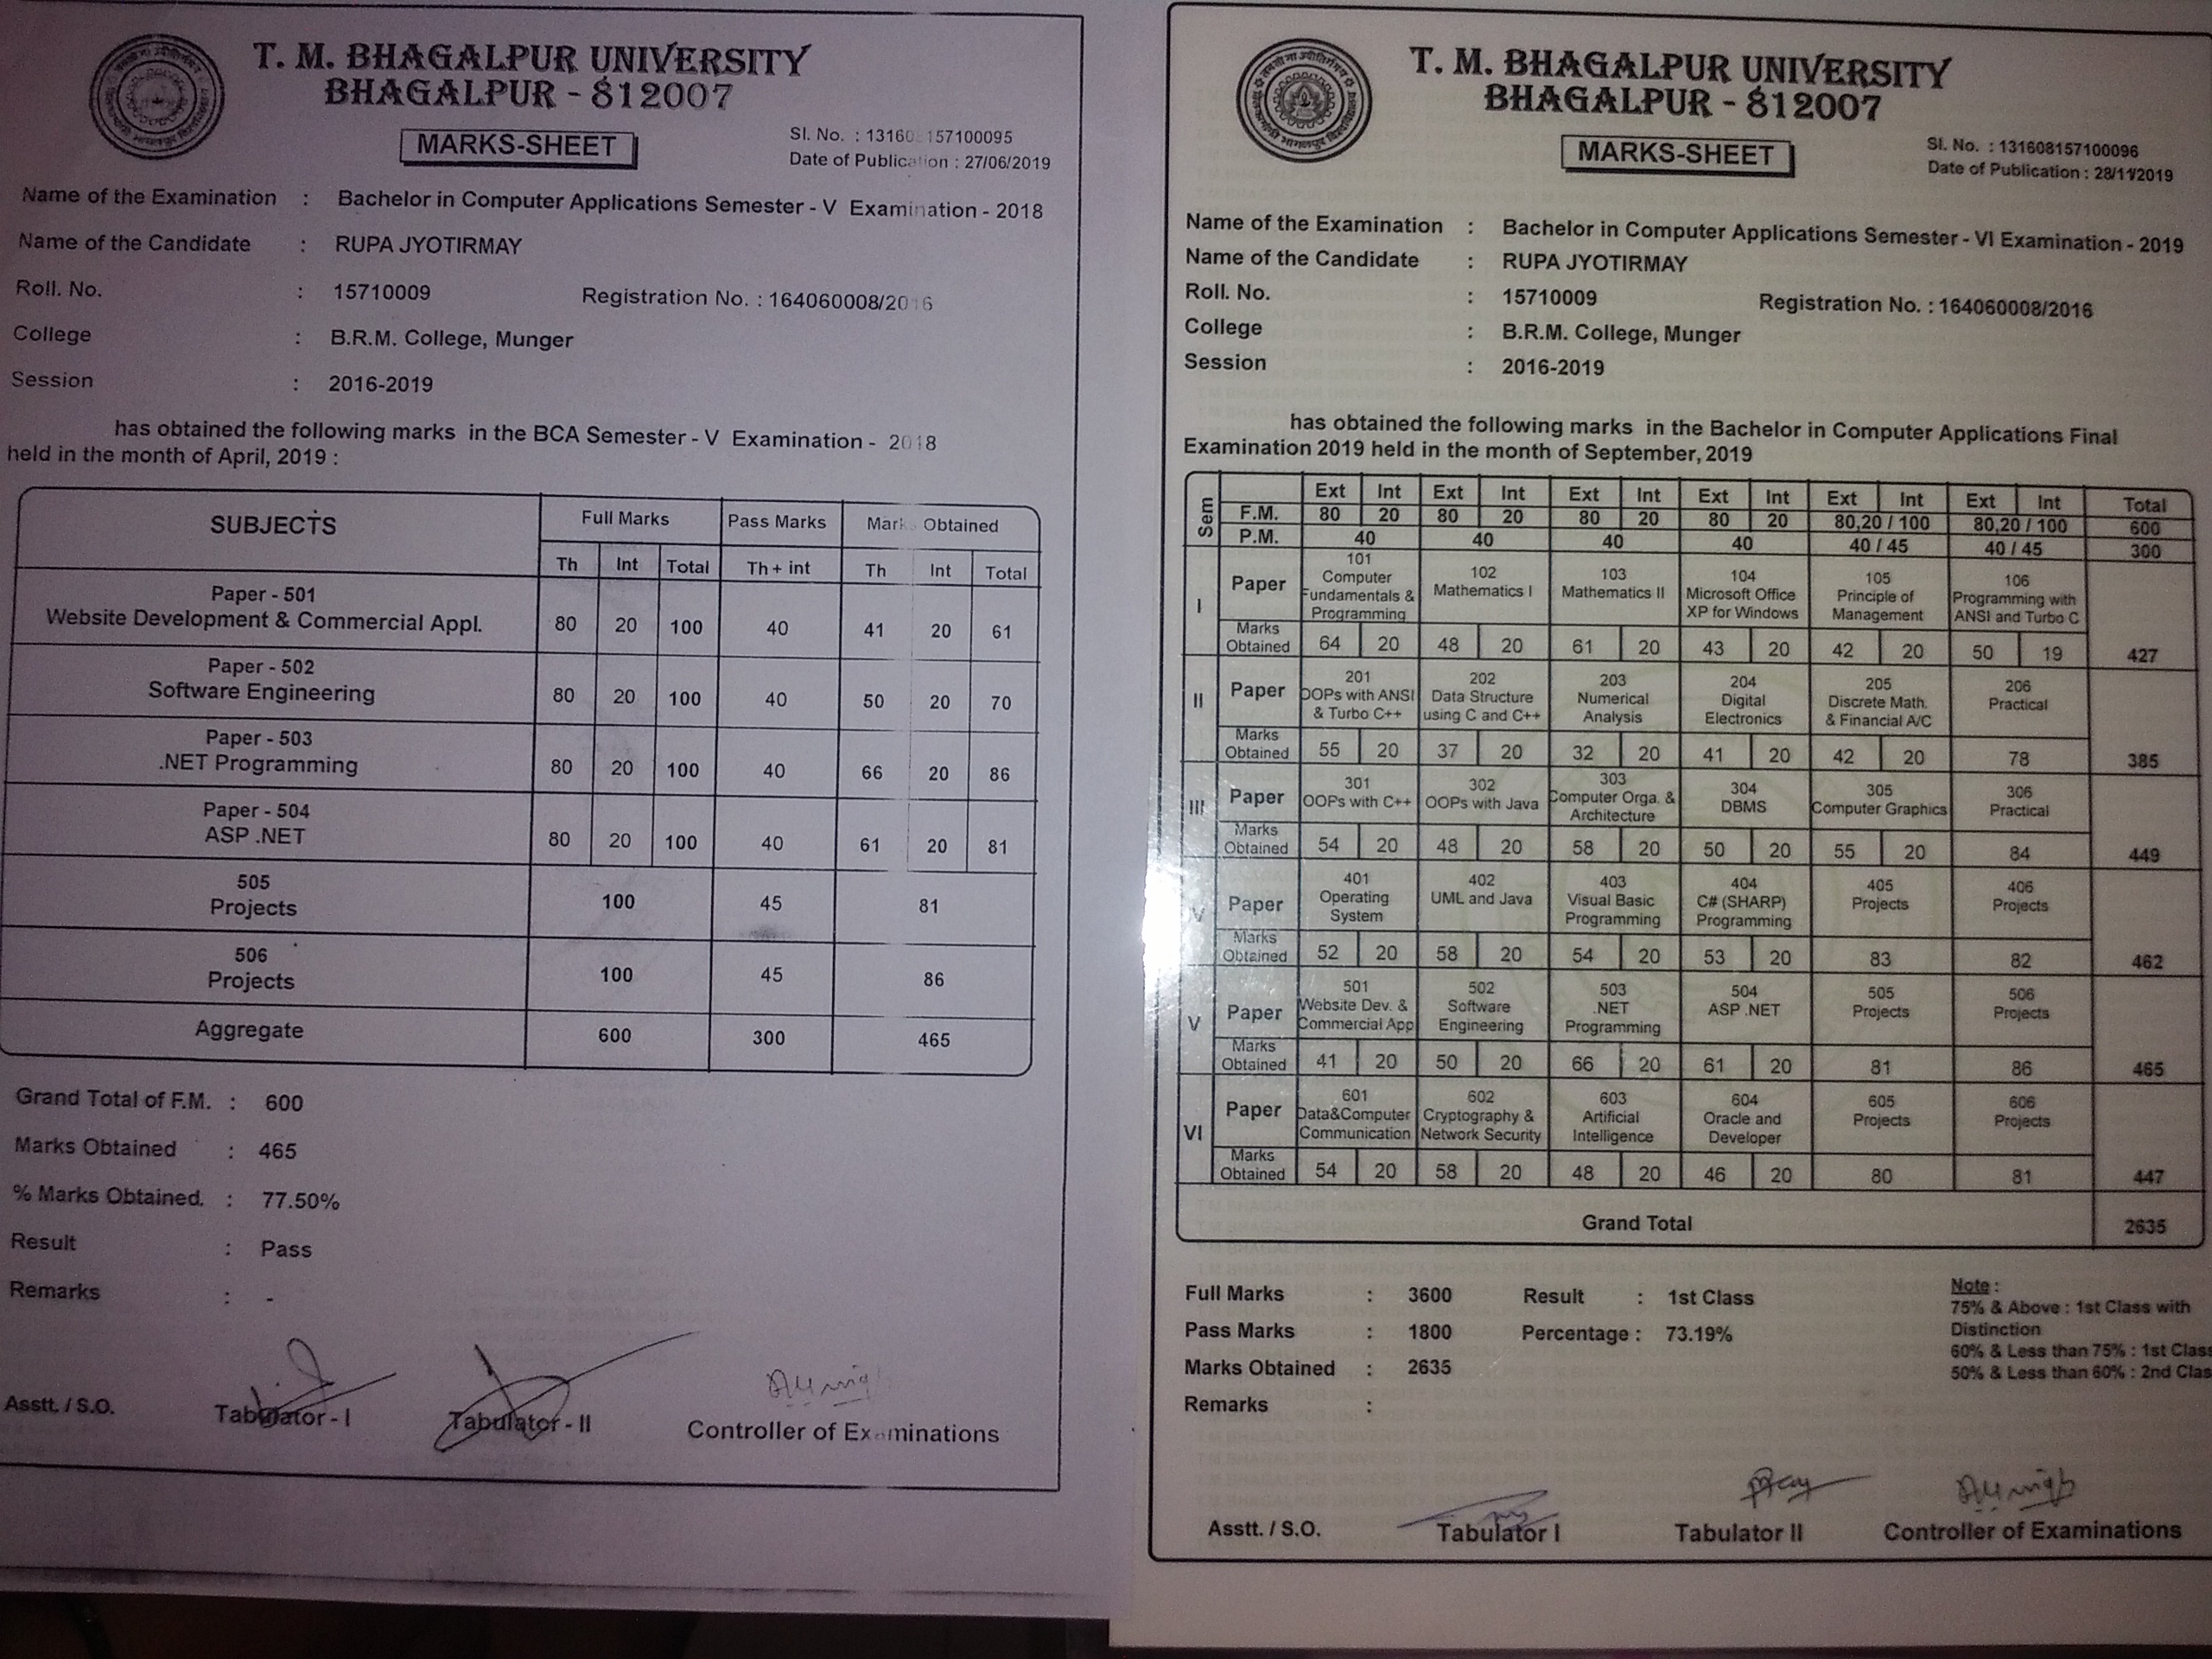 T. M. BHAGALPUR UNIVERSITY
BHAGALPUR - 812007
MARKS-SHEET
Sl. No. : 13160 157100095
Date of Publication : 27/06/2019
Name of the Examination : Bachelor in Computer Applications Semester - V Examination - 2018
Name of the Candidate : RUPA JYOTIRMAY
Roll. No. : 15710009 Registration No. : 164060008/2016
College : B.R.M. College, Munger
Session : 2016-2019
has obtained the following marks in the BCA Semester - V Examination - 2018
held in the month of April, 2019 :
SUBJECTS Full Marks Pass Marks Marks Obtained
Th Int Total Th + int Th Int Total
Paper - 501
Website Development & Commercial Appl. 80 20 100 40 41 20 61
Paper - 502
Software Engineering 80 20 100 40 50 20 70
Paper - 503
.NET Programming 80 20 100 40 66 20 86
Paper - 504
ASP .NET 80 20 100 40 61 20 81
505
Projects 100 45 81
506
Projects 100 45 86
Aggregate 600 300 465
Grand Total of F.M. : 600
Marks Obtained : 465
% Marks Obtained. : 77.50%
Result : Pass
Remarks : -
Asstt. / S.O. Tabulator - I Tabulator - II Controller of Examinations
T. M. BHAGALPUR UNIVERSITY
BHAGALPUR - 812007
MARKS-SHEET
Sl. No. : 131608157100096
Date of Publication : 28/11/2019
Name of the Examination : Bachelor in Computer Applications Semester - VI Examination - 2019
Name of the Candidate : RUPA JYOTIRMAY
Roll. No. : 15710009 Registration No. : 164060008/2016
College : B.R.M. College, Munger
Session : 2016-2019
has obtained the following marks in the Bachelor in Computer Applications Final
Examination 2019 held in the month of September, 2019
Sem Ext Int Ext Int Ext Int Ext Int Ext Int Ext Int Total
F.M. 80 20 80 20 80 20 80 20 80,20 / 100 80,20 / 100 600
P.M. 40 40 40 40 40 / 45 40 / 45 300
I Paper 101 Computer Fundamentals & Programming 102 Mathematics I 103 Mathematics II 104 Microsoft Office XP for Windows 105 Principle of Management 106 Programming with ANSI and Turbo C
Marks Obtained 64 20 48 20 61 20 43 20 42 20 50 19 427
II Paper 201 OOPs with ANSI & Turbo C++ 202 Data Structure using C and C++ 203 Numerical Analysis 204 Digital Electronics 205 Discrete Math. & Financial A/C 206 Practical
Marks Obtained 55 20 37 20 32 20 41 20 42 20 78 385
III Paper 301 OOPs with C++ 302 OOPs with Java 303 Computer Orga. & Architecture 304 DBMS 305 Computer Graphics 306 Practical
Marks Obtained 54 20 48 20 58 20 50 20 55 20 84 449
Paper 401 Operating System 402 UML and Java 403 Visual Basic Programming 404 C# (SHARP) Programming 405 Projects 406 Projects
Marks Obtained 52 20 58 20 54 20 53 20 83 82 462
V Paper 501 Website Dev. & Commercial App 502 Software Engineering 503 .NET Programming 504 ASP .NET 505 Projects 506 Projects
Marks Obtained 41 20 50 20 66 20 61 20 81 86 465
VI Paper 601 Data&Computer Communication 602 Cryptography & Network Security 603 Artificial Intelligence 604 Oracle and Developer 605 Projects 606 Projects
Marks Obtained 54 20 58 20 48 20 46 20 80 81 447
Grand Total 2635
Full Marks : 3600 Result : 1st Class
Pass Marks : 1800 Percentage : 73.19%
Marks Obtained : 2635
Remarks :
Note :
75% & Above : 1st Class with
Distinction
60% & Less than 75% : 1st Class
50% & Less than 60% : 2nd Clas
Asstt. / S.O. Tabulator I Tabulator II Controller of Examinations